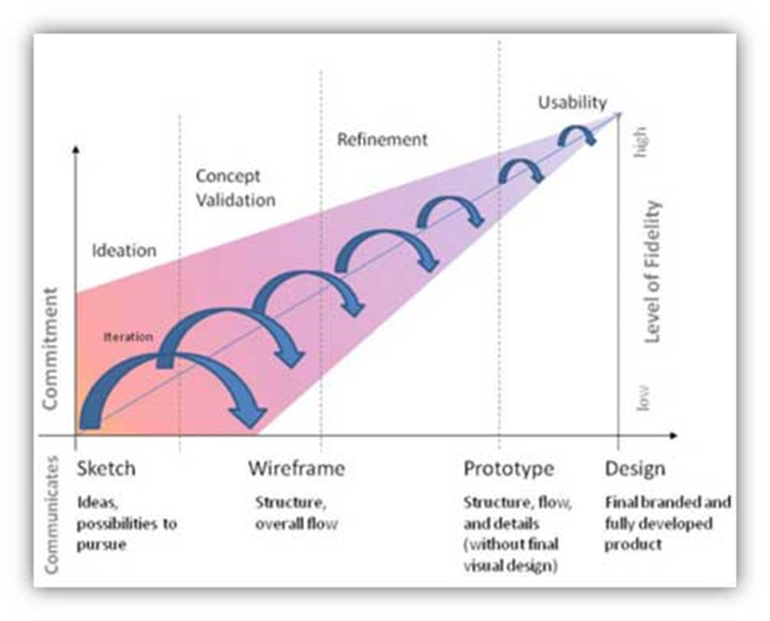 Usability
high
Refinement
Concept
Validation
Ideation
Level of Fidelity
Iteration
Commitment
low
Communicates
Sketch
Wireframe
Prototype
Design
Ideas,
possibilities to
pursue
Structure,
overall flow
Structure, flow,
and details
(without final
visual design)
Final branded and
fully developed
product